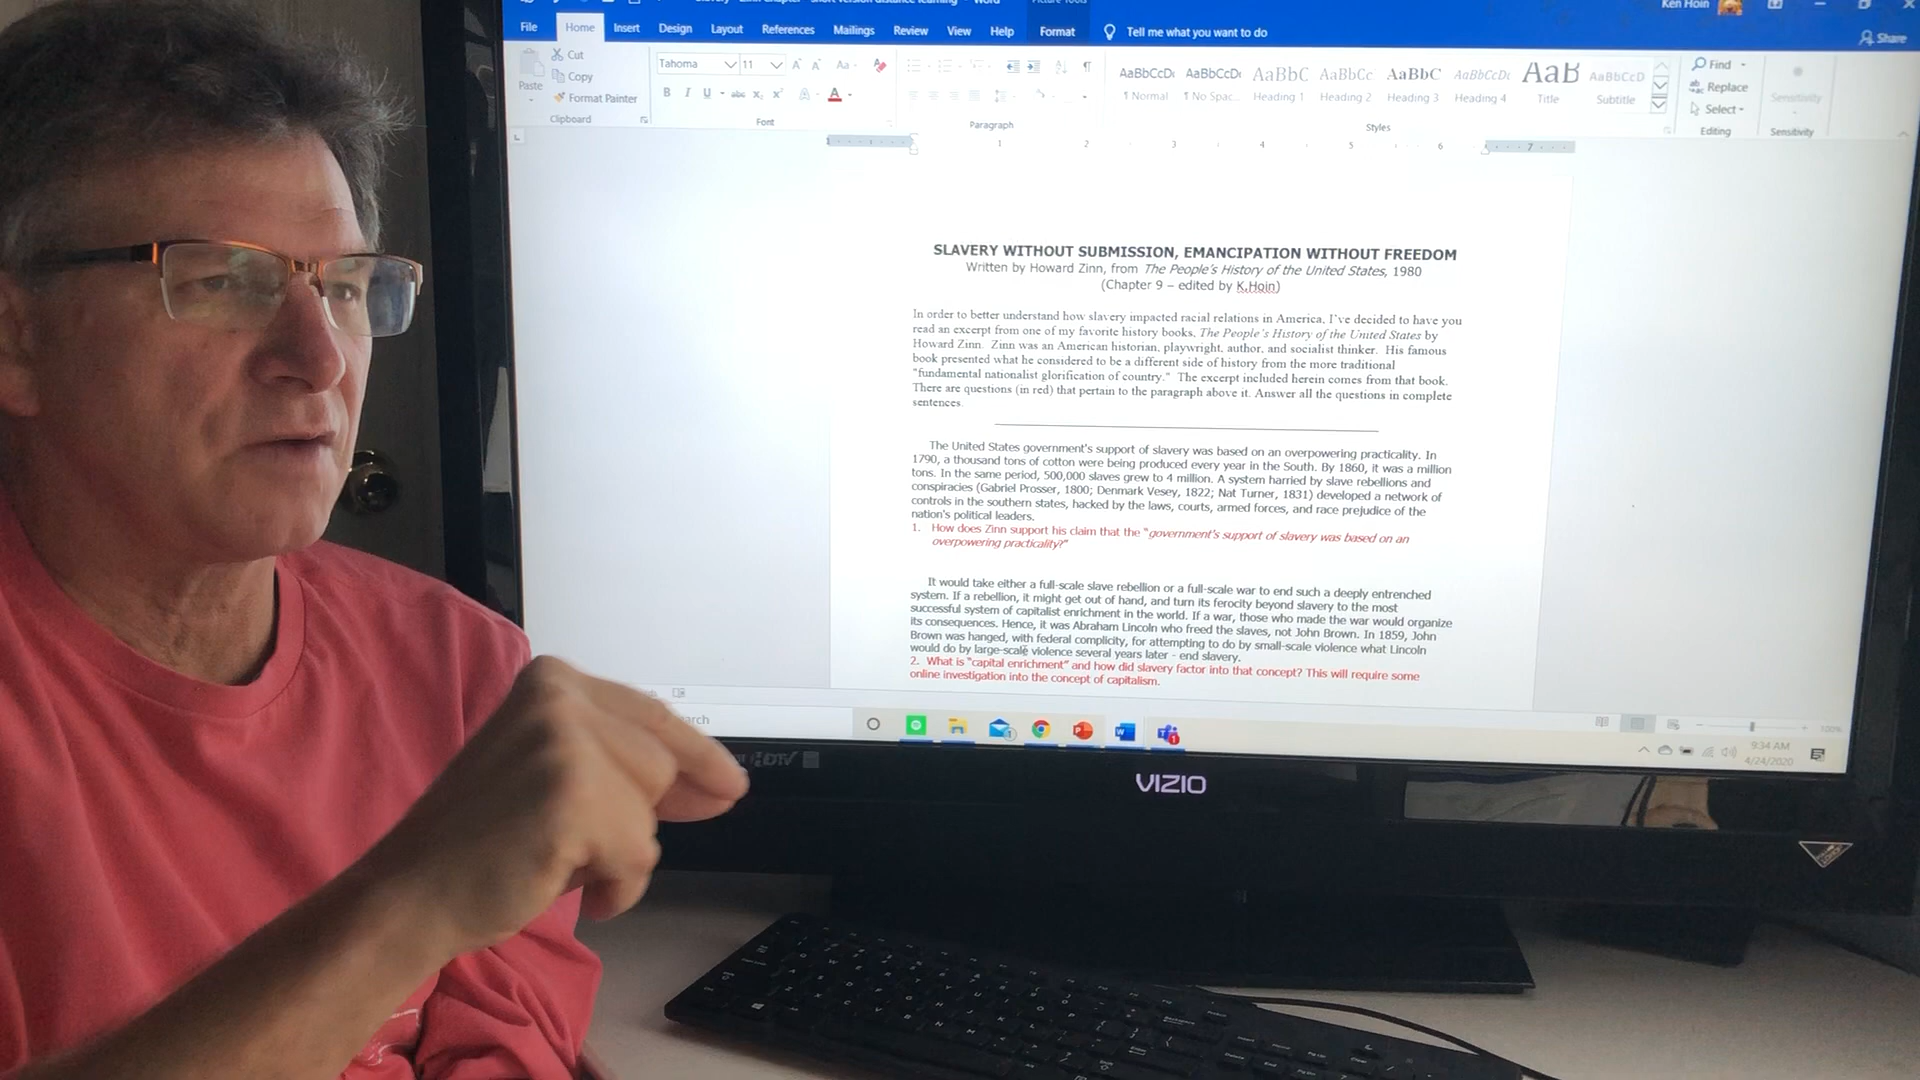 Ken Hoin
File Home Insert Design Layout References Mailings Review View Help Format Tell me what you want to do Share
Paste Cut Copy Format Painter
Clipboard
Tahoma 11
B I U abc x₂ x² A
Font
Paragraph
AaBbCcDc AaBbCcDc AaBbC AaBbCc AaBbC AaBbCcDc AaB AaBbCcD
¶ Normal ¶ No Spac... Heading 1 Heading 2 Heading 3 Heading 4 Title Subtitle
Styles
Find
Replace
Select
Editing
Sensitivity
Sensitivity
1 2 3 4 5 6 7
SLAVERY WITHOUT SUBMISSION, EMANCIPATION WITHOUT FREEDOM
Written by Howard Zinn, from The People's History of the United States, 1980
(Chapter 9 – edited by K.Hoin)
In order to better understand how slavery impacted racial relations in America, I've decided to have you
read an excerpt from one of my favorite history books, The People's History of the United States by
Howard Zinn. Zinn was an American historian, playwright, author, and socialist thinker. His famous
book presented what he considered to be a different side of history from the more traditional
"fundamental nationalist glorification of country." The excerpt included herein comes from that book.
There are questions (in red) that pertain to the paragraph above it. Answer all the questions in complete
sentences.
The United States government's support of slavery was based on an overpowering practicality. In
1790, a thousand tons of cotton were being produced every year in the South. By 1860, it was a million
tons. In the same period, 500,000 slaves grew to 4 million. A system harried by slave rebellions and
conspiracies (Gabriel Prosser, 1800; Denmark Vesey, 1822; Nat Turner, 1831) developed a network of
controls in the southern states, hacked by the laws, courts, armed forces, and race prejudice of the
nation's political leaders.
1. How does Zinn support his claim that the "government's support of slavery was based on an
overpowering practicality?"
It would take either a full-scale slave rebellion or a full-scale war to end such a deeply entrenched
system. If a rebellion, it might get out of hand, and turn its ferocity beyond slavery to the most
successful system of capitalist enrichment in the world. If a war, those who made the war would organize
its consequences. Hence, it was Abraham Lincoln who freed the slaves, not John Brown. In 1859, John
Brown was hanged, with federal complicity, for attempting to do by small-scale violence what Lincoln
would do by large-scale violence several years later - end slavery.
2. What is "capital enrichment" and how did slavery factor into that concept? This will require some
online investigation into the concept of capitalism.
arch
100%
9:34 AM
4/24/2020
HDTV
VIZIO